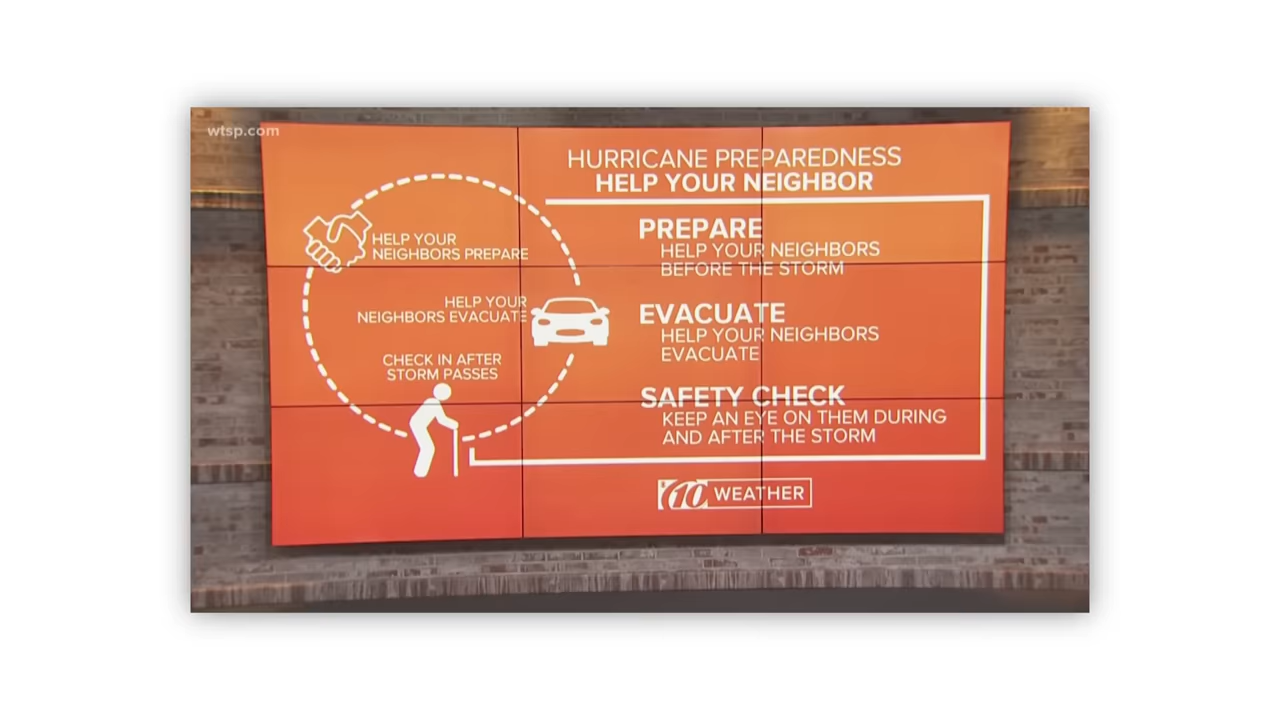 wtsp.com
HURRICANE PREPAREDNESS
HELP YOUR NEIGHBOR
HELP YOUR
NEIGHBORS PREPARE
HELP YOUR
NEIGHBORS EVACUATE
CHECK IN AFTER
STORM PASSES
PREPARE
HELP YOUR NEIGHBORS
BEFORE THE STORM
EVACUATE
HELP YOUR NEIGHBORS
EVACUATE
SAFETY CHECK
KEEP AN EYE ON THEM DURING
AND AFTER THE STORM
10 WEATHER